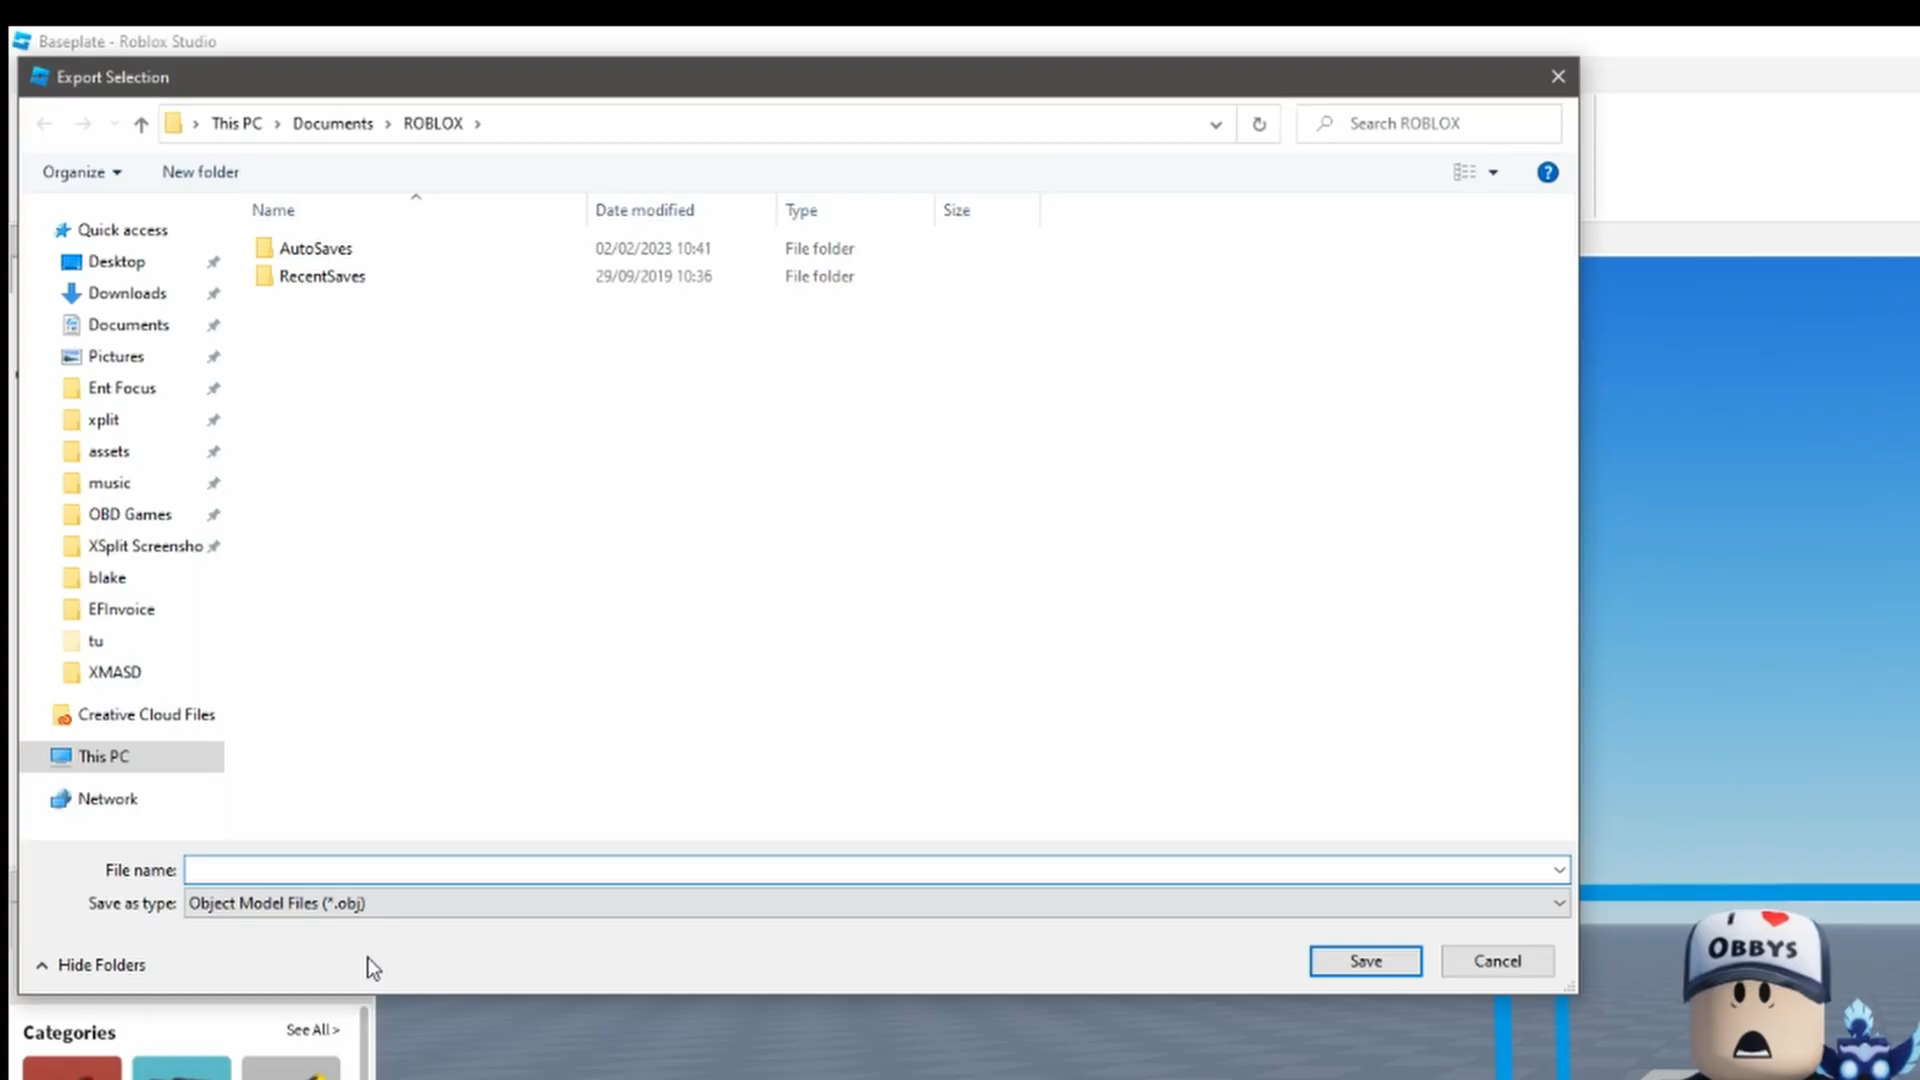 Baseplate - Roblox Studio
Export Selection
This PC > Documents > ROBLOX >
Search ROBLOX
Organize
New folder
?
Name
Date modified
Type
Size
AutoSaves
02/02/2023 10:41
File folder
RecentSaves
29/09/2019 10:36
File folder
Quick access
Desktop
Downloads
Documents
Pictures
Ent Focus
xplit
assets
music
OBD Games
XSplit Screensho
blake
EFInvoice
tu
XMASD
Creative Cloud Files
This PC
Network
File name:
Save as type:
Object Model Files (*.obj)
Hide Folders
Save
Cancel
Categories
See All >
I
OBBYS